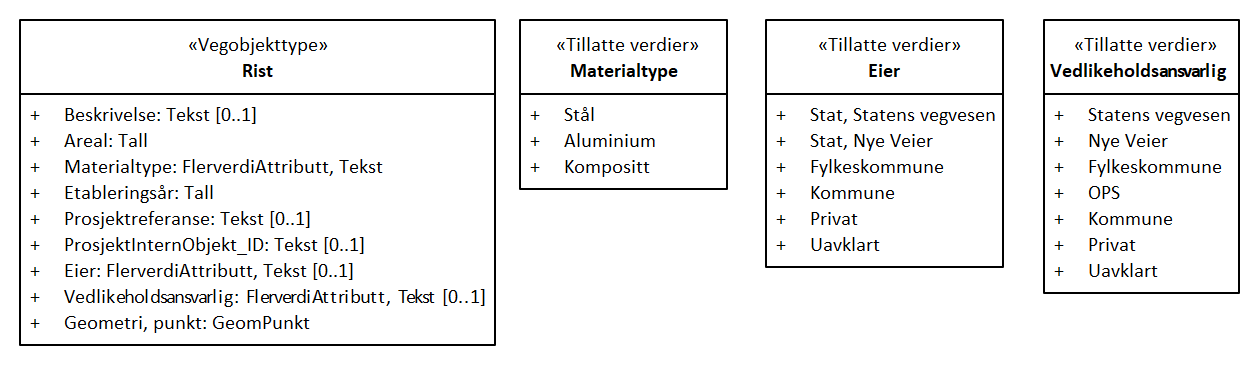 «Vegobjekttype»
Rist
+ Beskrivelse: Tekst [0..1]
+ Areal: Tall
+ Materialtype: FlerverdiAttributt, Tekst
+ Etableringsår: Tall
+ Prosjektreferanse: Tekst [0..1]
+ ProsjektInternObjekt_ID: Tekst [0..1]
+ Eier: FlerverdiAttributt, Tekst [0..1]
+ Vedlikeholdsansvarlig: FlerverdiAttributt, Tekst [0..1]
+ Geometri, punkt: GeomPunkt
«Tillatte verdier»
Materialtype
+ Stål
+ Aluminium
+ Kompositt
«Tillatte verdier»
Eier
+ Stat, Statens vegvesen
+ Stat, Nye Veier
+ Fylkeskommune
+ Kommune
+ Privat
+ Uavklart
«Tillatte verdier»
Vedlikeholdsansvarlig
+ Statens vegvesen
+ Nye Veier
+ Fylkeskommune
+ OPS
+ Kommune
+ Privat
+ Uavklart